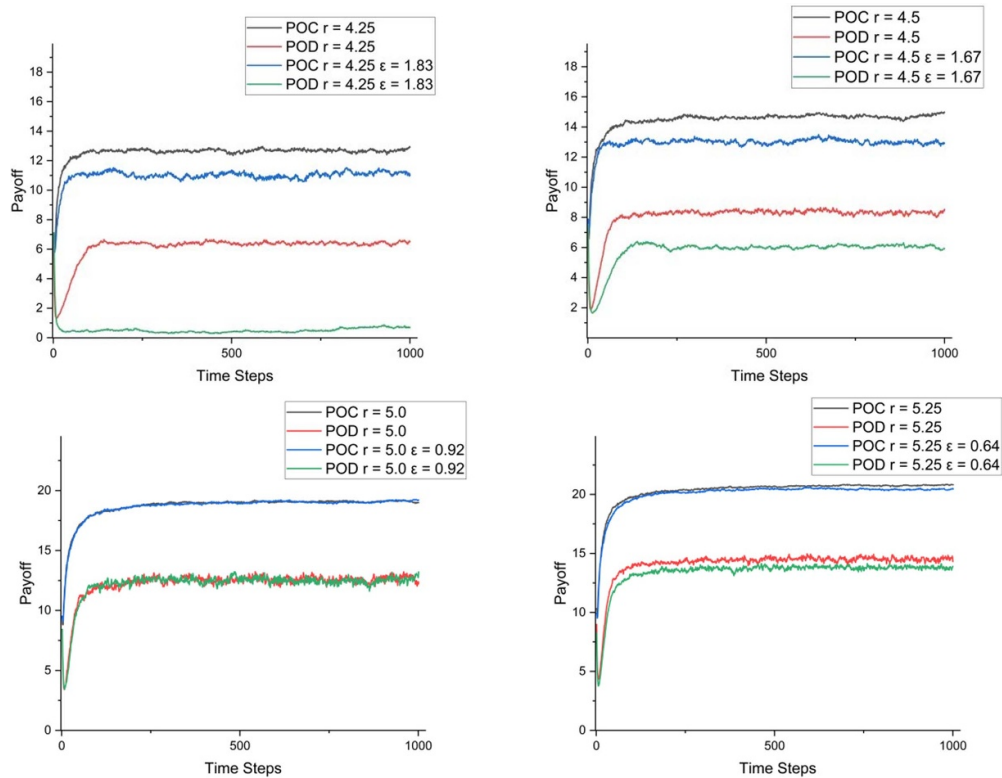 POC r = 4.25
POD r = 4.25
POC r = 4.25 ε = 1.83
POD r = 4.25 ε = 1.83
18
16
14
12
10
8
6
4
2
0
Payoff
0
500
1000
Time Steps
POC r = 4.5
POD r = 4.5
POC r = 4.5 ε = 1.67
POD r = 4.5 ε = 1.67
18
16
14
12
10
8
6
4
2
Payoff
0
500
1000
Time Steps
POC r = 5.0
POD r = 5.0
POC r = 5.0 ε = 0.92
POD r = 5.0 ε = 0.92
20
15
10
5
0
Payoff
0
500
1000
Time Steps
POC r = 5.25
POD r = 5.25
POC r = 5.25 ε = 0.64
POD r = 5.25 ε = 0.64
20
15
10
5
0
Payoff
0
500
1000
Time Steps